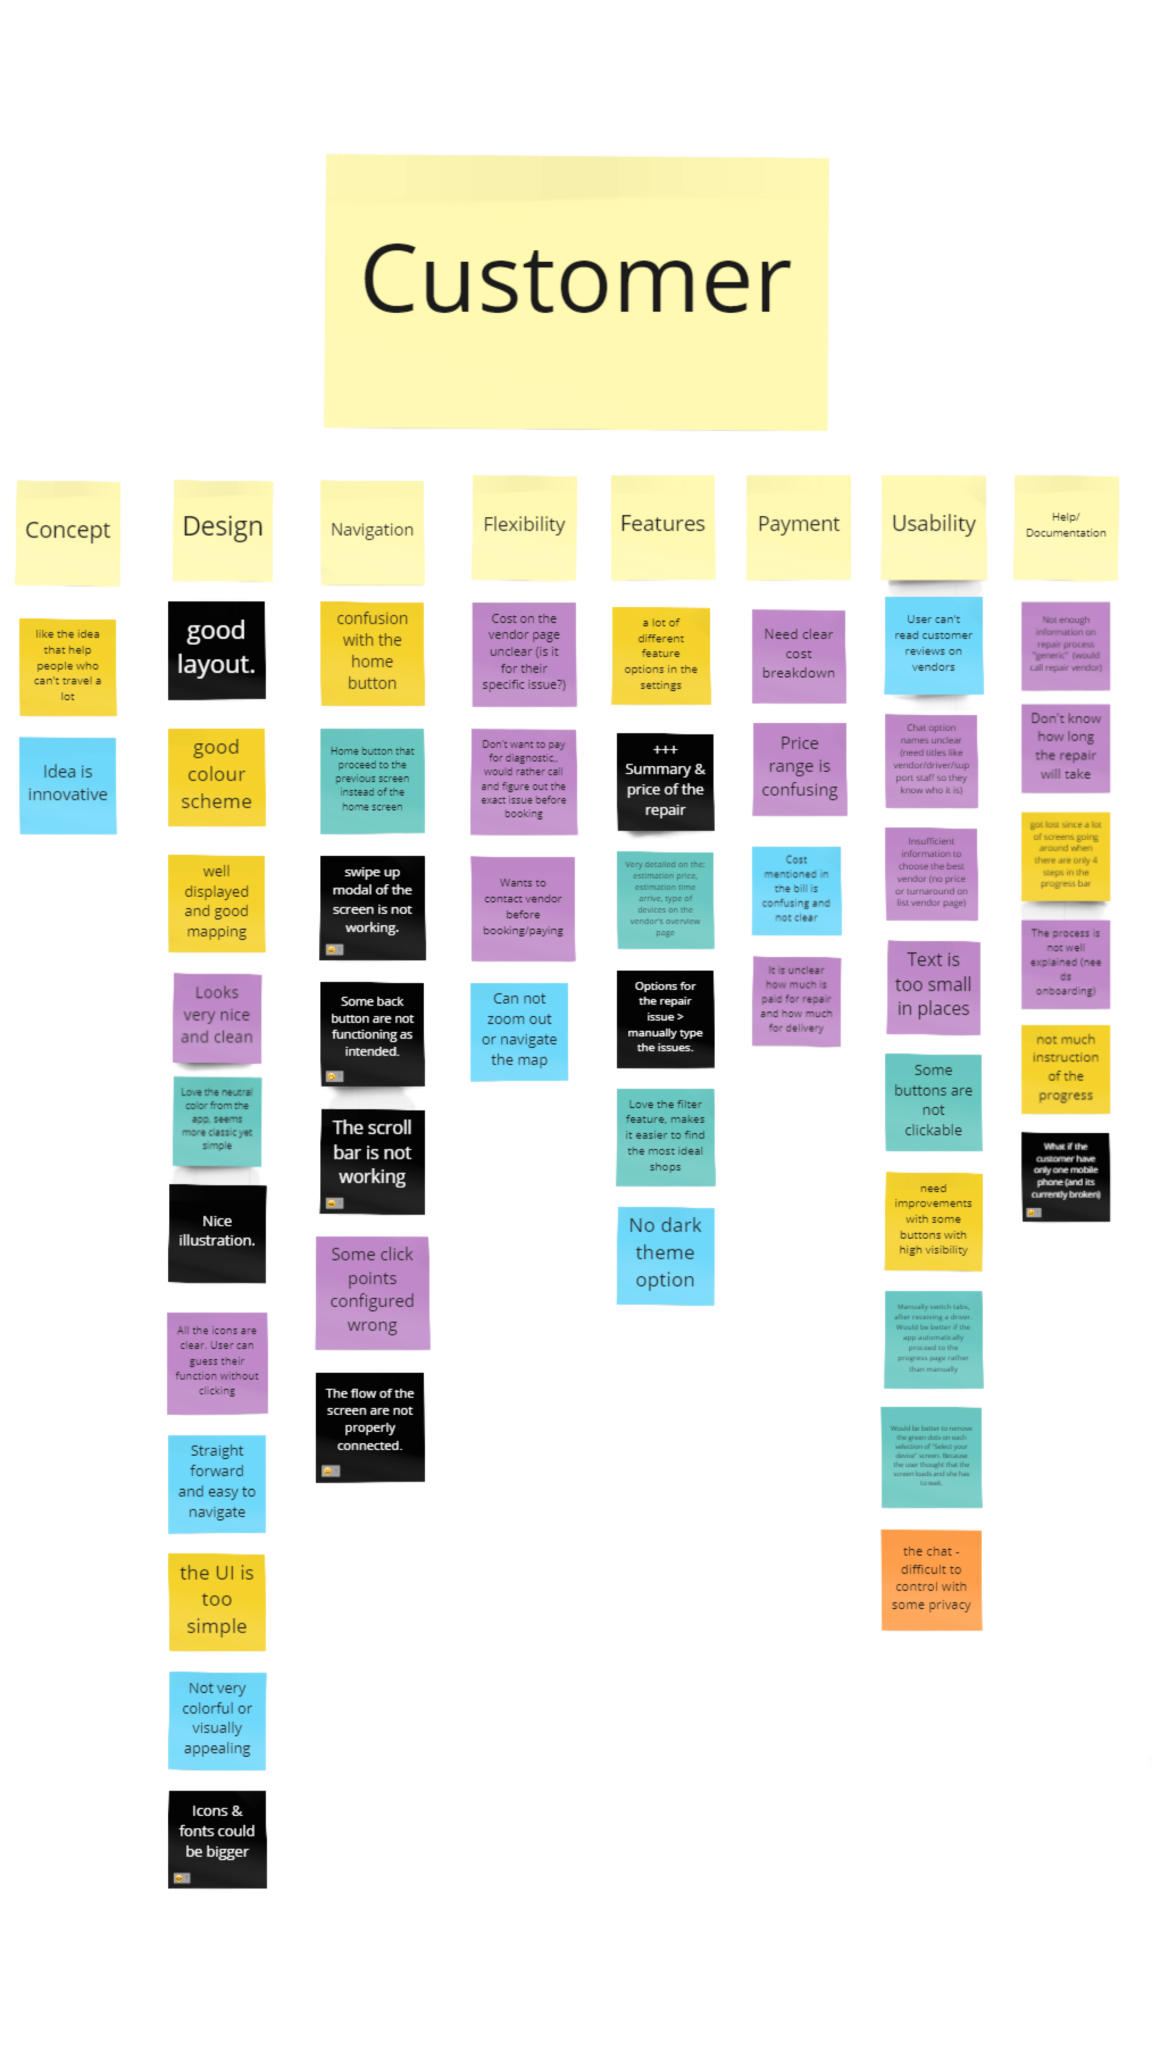 Customer
Concept
Design
Navigation
Flexibility
Features
Payment
Usability
Help/
Documentation
like the idea
that help
people who
can't travel a
lot
Idea is
innovative
good
layout.
good
colour
scheme
well
displayed
and good
mapping
Looks
very nice
and clean
Love the neutral
color from the
app, seems
more classic yet
simple
Nice
illustration.
All the icons are
clear. User can
guess their
function without
clicking
Straight
forward
and easy to
navigate
the UI is
too
simple
Not very
colorful or
visually
appealing
Icons &
fonts could
be bigger
confusion
with the
home
button
Home button that
proceed to the
previous screen
instead of the
home screen
swipe up
modal of the
screen is not
working.
Some back
button are not
functioning as
intended.
The scroll
bar is not
working
Some click
points
configured
wrong
The flow of the
screen are not
properly
connected.
Cost on the
vendor page
unclear (is it
for their
specific issue?)
Don't want to pay
for diagnostic,
would rather call
and figure out the
exact issue before
booking
Wants to
contact vendor
before
booking/paying
Can not
zoom out
or navigate
the map
a lot of
different
feature
options in the
settings
+++
Summary &
price of the
repair
Very detailed on the:
estimation price,
estimation time
arrive, type of
devices on the
vendor's overview
page
Options for
the repair
issue >
manually type
the issues.
Love the filter
feature, makes
it easier to find
the most ideal
shops
No dark
theme
option
Need clear
cost
breakdown
Price
range is
confusing
Cost
mentioned in
the bill is
confusing and
not clear
It is unclear
how much is
paid for repair
and how much
for delivery
User can't
read customer
reviews on
vendors
Chat option
names unclear
(need titles like
vendor/driver/sup
port staff so they
know who it is)
Insufficient
information to
choose the best
vendor (no price
or turnaround on
list vendor page)
Text is
too small
in places
Some
buttons are
not
clickable
need
improvements
with some
buttons with
high visibility
Manually switch tabs,
after receiving a driver.
Would be better if the
app automatically
proceed to the
progress page rather
than manually
Would be better to remove
the green dots on each
selection of "Select your
device" screen. Because
the user thought that the
screen loads and she has
to wait.
the chat -
difficult to
control with
some privacy
Not enough
information on
repair process
"generic" (would
call repair vendor)
Don't know
how long
the repair
will take
got lost since a lot
of screens going
around when
there are only 4
steps in the
progress bar
The process is
not well
explained (nee
ds
onboarding)
not much
instruction
of the
progress
What if the
customer have
only one mobile
phone (and its
currently broken)